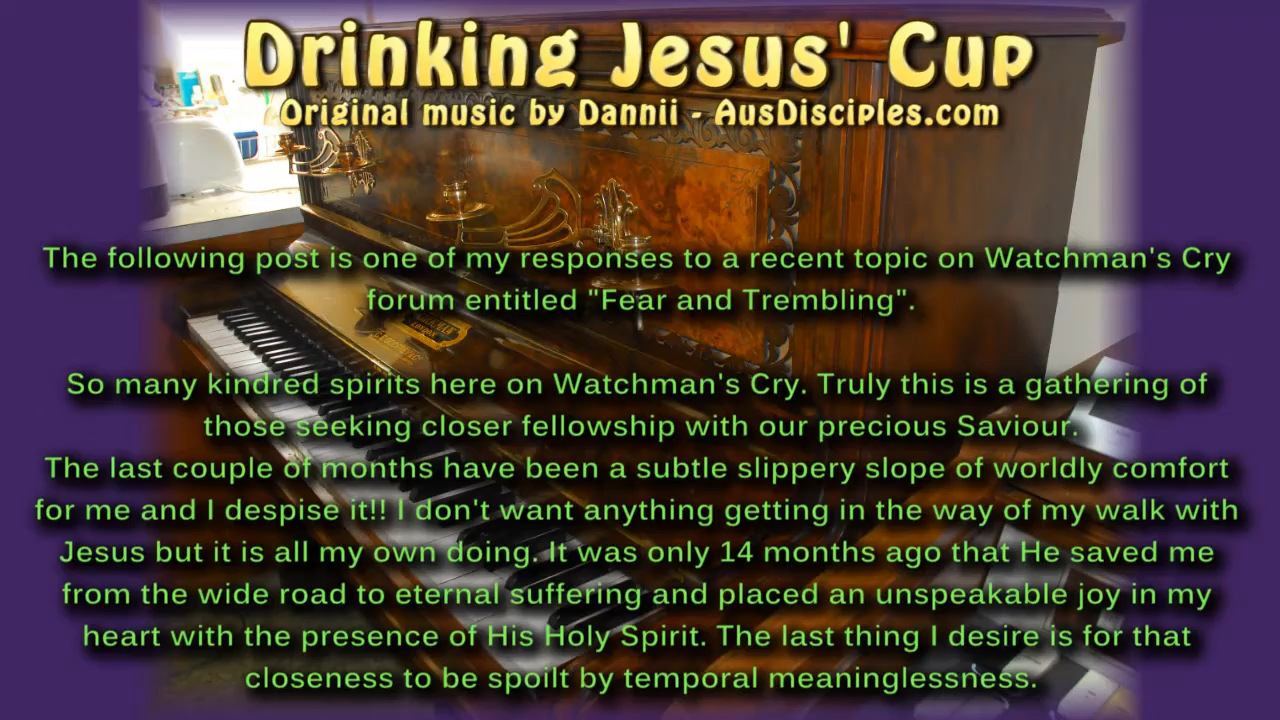 Drinking Jesus' Cup
Original music by Dannii - AusDisciples.com
The following post is one of my responses to a recent topic on Watchman's Cry
forum entitled "Fear and Trembling".
So many kindred spirits here on Watchman's Cry. Truly this is a gathering of
those seeking closer fellowship with our precious Saviour.
The last couple of months have been a subtle slippery slope of worldly comfort
for me and I despise it!! I don't want anything getting in the way of my walk with
Jesus but it is all my own doing. It was only 14 months ago that He saved me
from the wide road to eternal suffering and placed an unspeakable joy in my
heart with the presence of His Holy Spirit. The last thing I desire is for that
closeness to be spoilt by temporal meaninglessness.